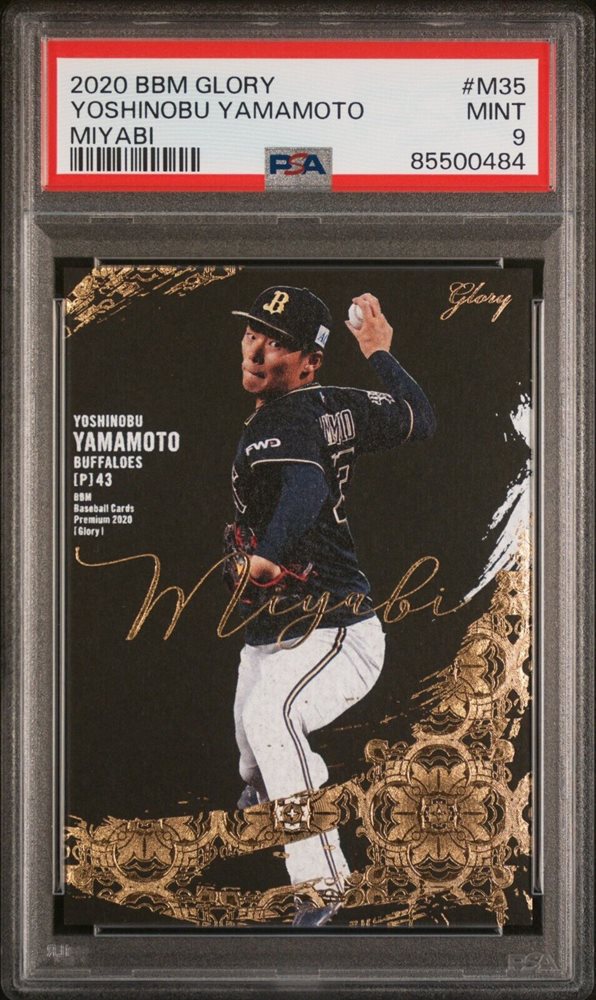 2020 BBM GLORY #M35
YOSHINOBU YAMAMOTO MINT
MIYABI 9
PSA 85500484
Glory
B
YOSHINOBU
YAMAMOTO
BUFFALOES
[P] 43
BBM
Baseball Cards
Premium 2020
[Glory]
FWD
Miyabi
PSA